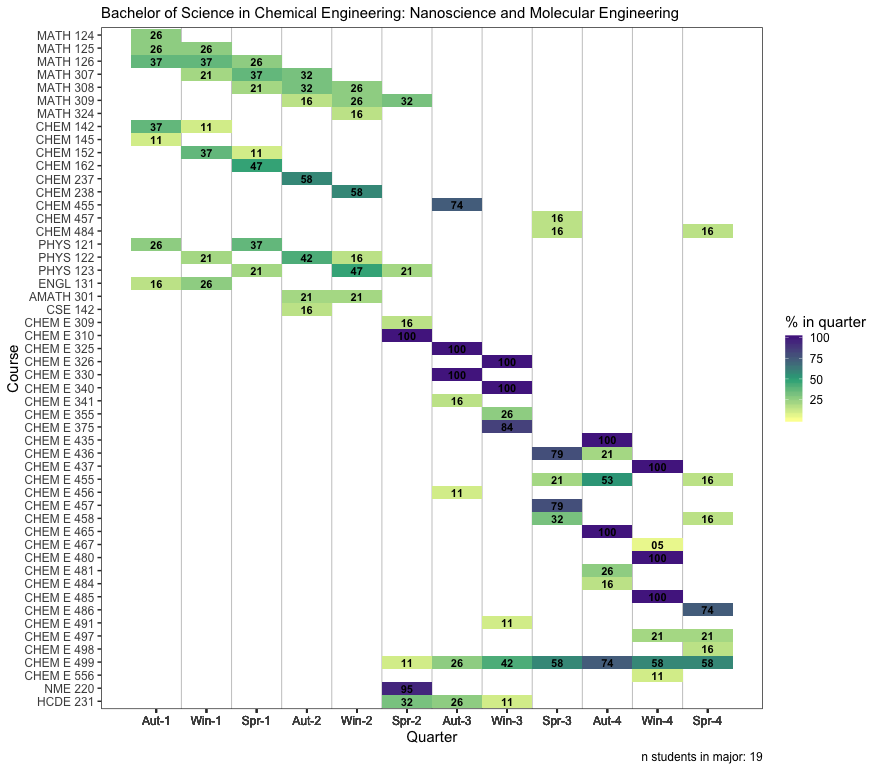 Bachelor of Science in Chemical Engineering: Nanoscience and Molecular Engineering
MATH 124 26
MATH 125 26 26
MATH 126 37 37 26
MATH 307 21 37 32
MATH 308 21 32 26
MATH 309 16 26 32
MATH 324 16
CHEM 142 37 11
CHEM 145 11
CHEM 152 37 11
CHEM 162 47
CHEM 237 58
CHEM 238 58
CHEM 455 74
CHEM 457 16
CHEM 484 16 16
PHYS 121 26 37
PHYS 122 21 42 16
PHYS 123 21 47 21
ENGL 131 16 26
AMATH 301 21 21
CSE 142 16
CHEM E 309 16
CHEM E 310 100
CHEM E 325 100
CHEM E 326 100
CHEM E 330 100
CHEM E 340 100
CHEM E 341 16
CHEM E 355 26
CHEM E 375 84
CHEM E 435 100
CHEM E 436 79 21
CHEM E 437 100
CHEM E 455 21 53 16
CHEM E 456 11
CHEM E 457 79
CHEM E 458 32 16
CHEM E 465 100
CHEM E 467 05
CHEM E 480 100
CHEM E 481 26
CHEM E 484 16
CHEM E 485 100
CHEM E 486 74
CHEM E 491 11
CHEM E 497 21 21
CHEM E 498 16
CHEM E 499 11 26 42 58 74 58 58
CHEM E 556 11
NME 220 95
HCDE 231 32 26 11
Aut-1 Win-1 Spr-1 Aut-2 Win-2 Spr-2 Aut-3 Win-3 Spr-3 Aut-4 Win-4 Spr-4
Quarter
Course
% in quarter
100
75
50
25
n students in major: 19